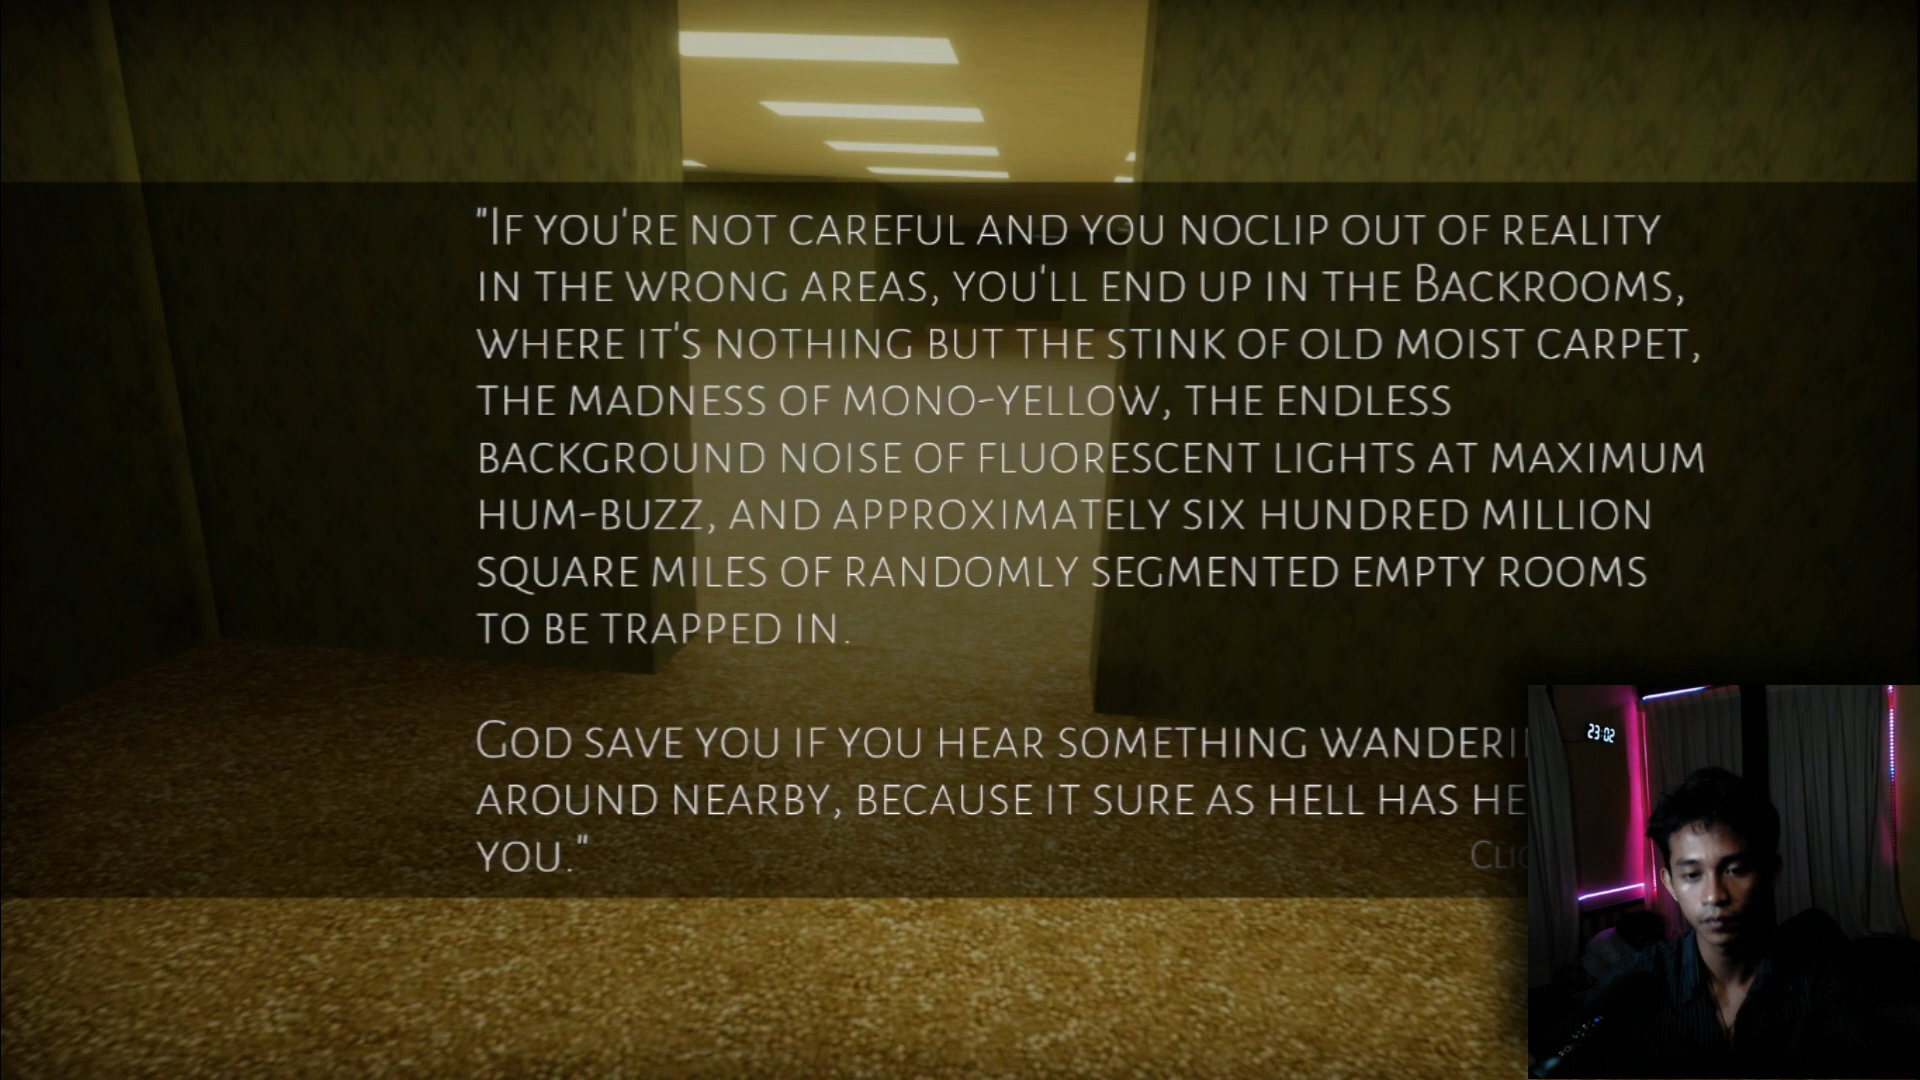 "If you're not careful and you noclip out of reality
in the wrong areas, you'll end up in the Backrooms,
where it's nothing but the stink of old moist carpet,
the madness of mono-yellow, the endless
background noise of fluorescent lights at maximum
hum-buzz, and approximately six hundred million
square miles of randomly segmented empty rooms
to be trapped in.
God save you if you hear something
around nearby, because it sure as hell has
you."
23:02